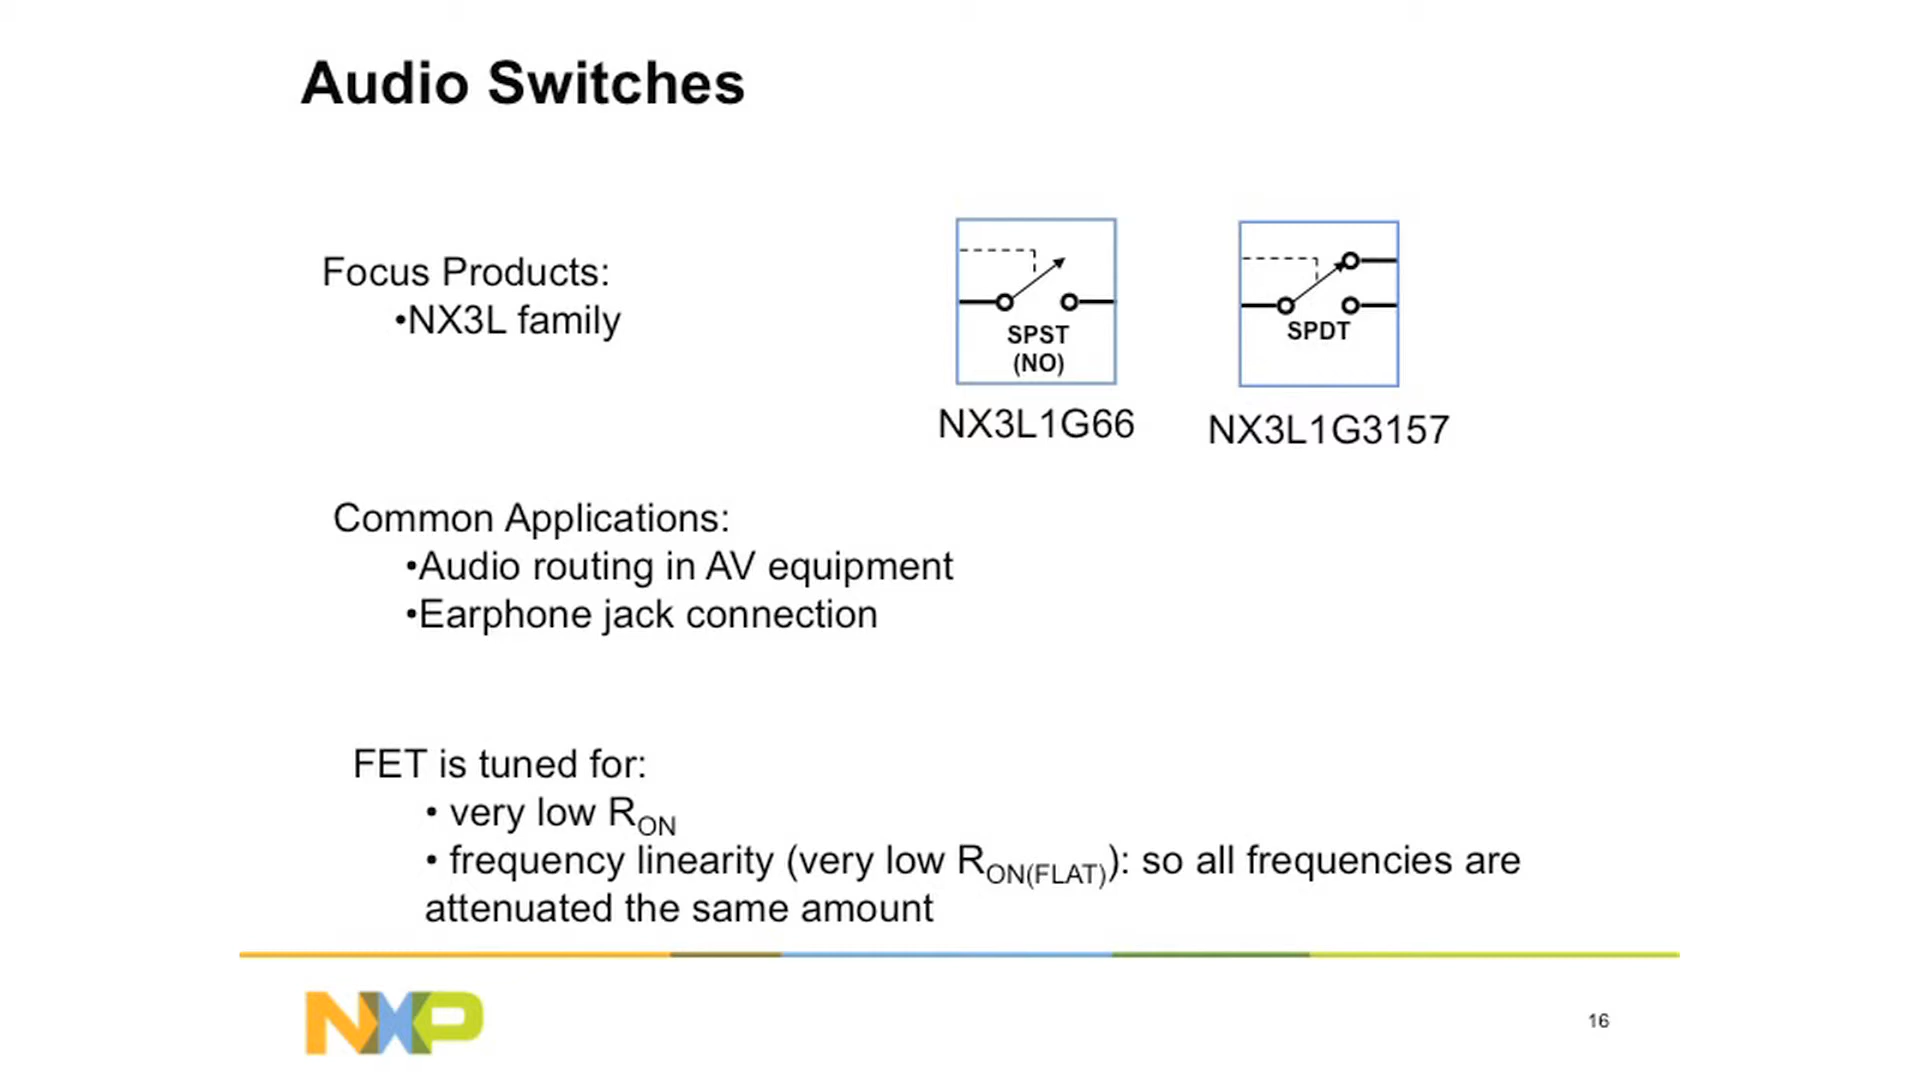 Audio Switches
Focus Products:
•NX3L family
SPST
(NO)
NX3L1G66
SPDT
NX3L1G3157
Common Applications:
•Audio routing in AV equipment
•Earphone jack connection
FET is tuned for:
• very low RON
• frequency linearity (very low RON(FLAT)): so all frequencies are
attenuated the same amount
NXP
16